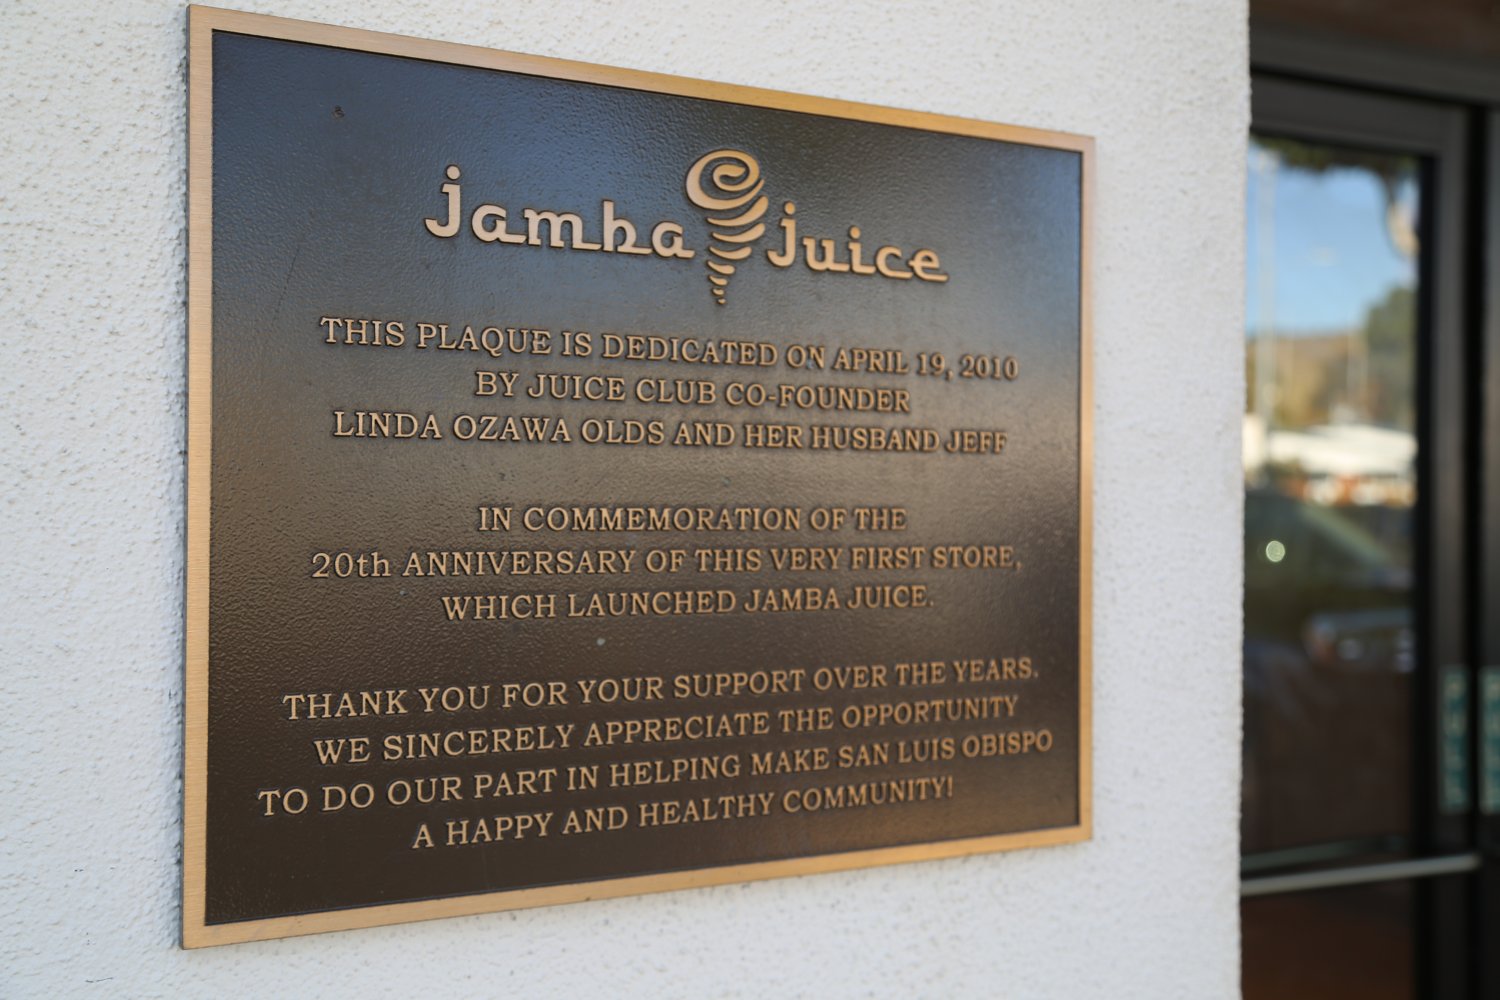 jamba juice
THIS PLAQUE IS DEDICATED ON APRIL 19, 2010
BY JUICE CLUB CO-FOUNDER
LINDA OZAWA OLDS AND HER HUSBAND JEFF
IN COMMEMORATION OF THE
20th ANNIVERSARY OF THIS VERY FIRST STORE,
WHICH LAUNCHED JAMBA JUICE.
THANK YOU FOR YOUR SUPPORT OVER THE YEARS.
WE SINCERELY APPRECIATE THE OPPORTUNITY
TO DO OUR PART IN HELPING MAKE SAN LUIS OBISPO
A HAPPY AND HEALTHY COMMUNITY!